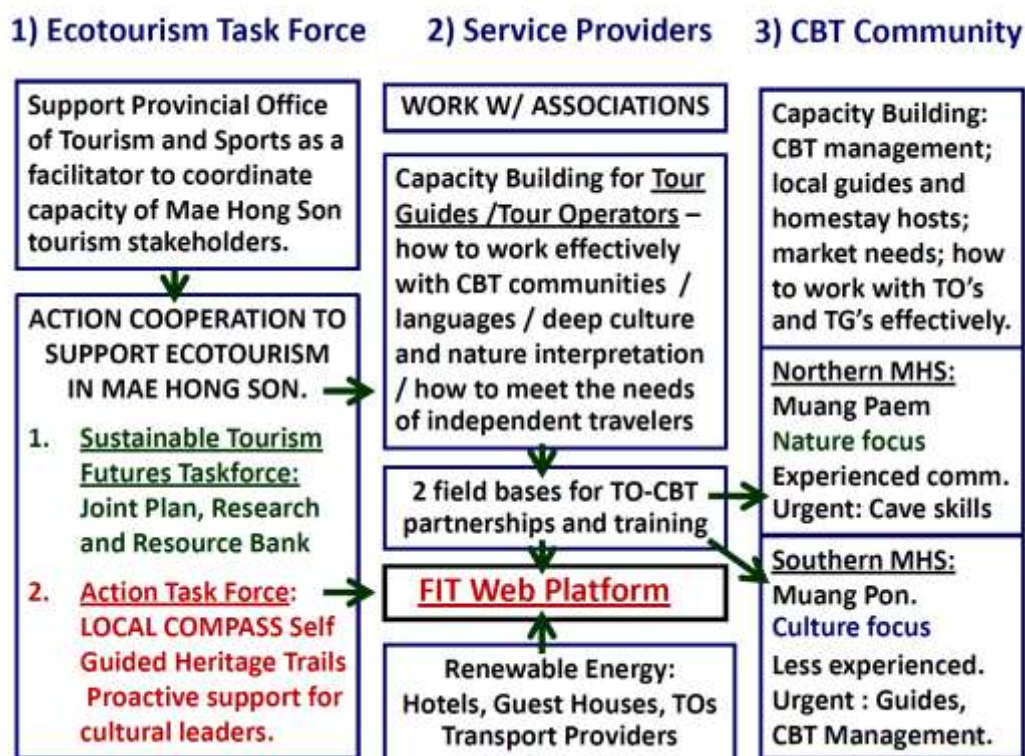 1) Ecotourism Task Force
Support Provincial Office
of Tourism and Sports as a
facilitator to coordinate
capacity of Mae Hong Son
tourism stakeholders.
ACTION COOPERATION TO
SUPPORT ECOTOURISM
IN MAE HONG SON.
1. Sustainable Tourism
Futures Taskforce:
Joint Plan, Research
and Resource Bank
2. Action Task Force:
LOCAL COMPASS Self
Guided Heritage Trails
Proactive support for
cultural leaders.
2) Service Providers
WORK W/ ASSOCIATIONS
Capacity Building for Tour
Guides /Tour Operators –
how to work effectively
with CBT communities /
languages / deep culture
and nature interpretation
/ how to meet the needs
of independent travelers
2 field bases for TO-CBT
partnerships and training
FIT Web Platform
Renewable Energy:
Hotels, Guest Houses, TOs
Transport Providers
3) CBT Community
Capacity Building:
CBT management;
local guides and
homestay hosts;
market needs; how
to work with TO's
and TG's effectively.
Northern MHS:
Muang Paem
Nature focus
Experienced comm.
Urgent: Cave skills
Southern MHS:
Muang Pon.
Culture focus
Less experienced.
Urgent : Guides,
CBT Management.